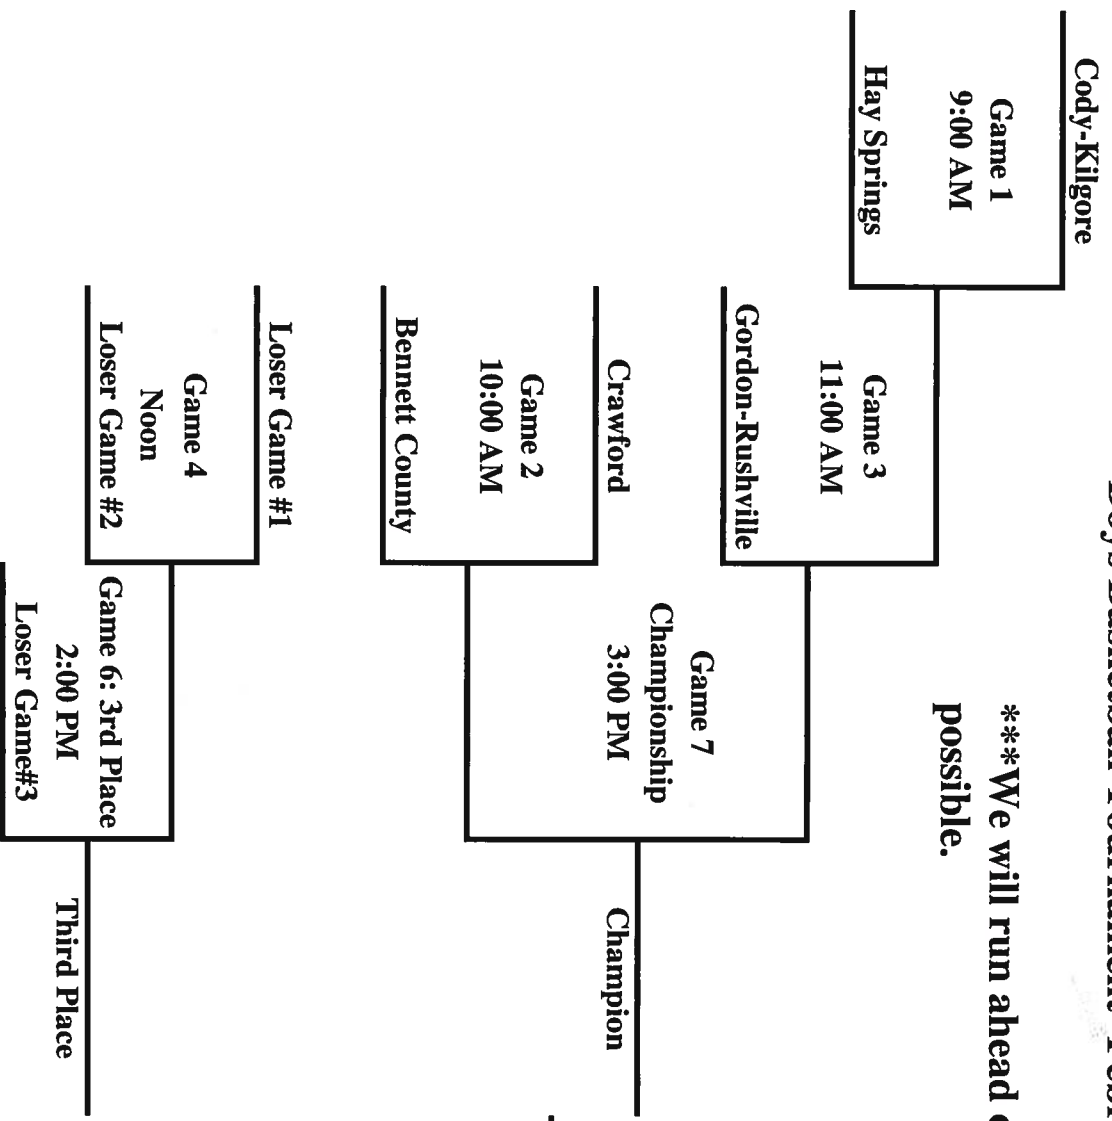 ***We will run ahead
possible.
Cody-Kilgore
Game 1
9:00 AM
Hay Springs
Game 3
11:00 AM
Gordon-Rushville
Crawford
Game 2
10:00 AM
Bennett County
Game 7
Championship
3:00 PM
Champion
Loser Game #1
Game 4
Noon
Loser Game #2
Game 6: 3rd Place
2:00 PM
Loser Game#3
Third Place